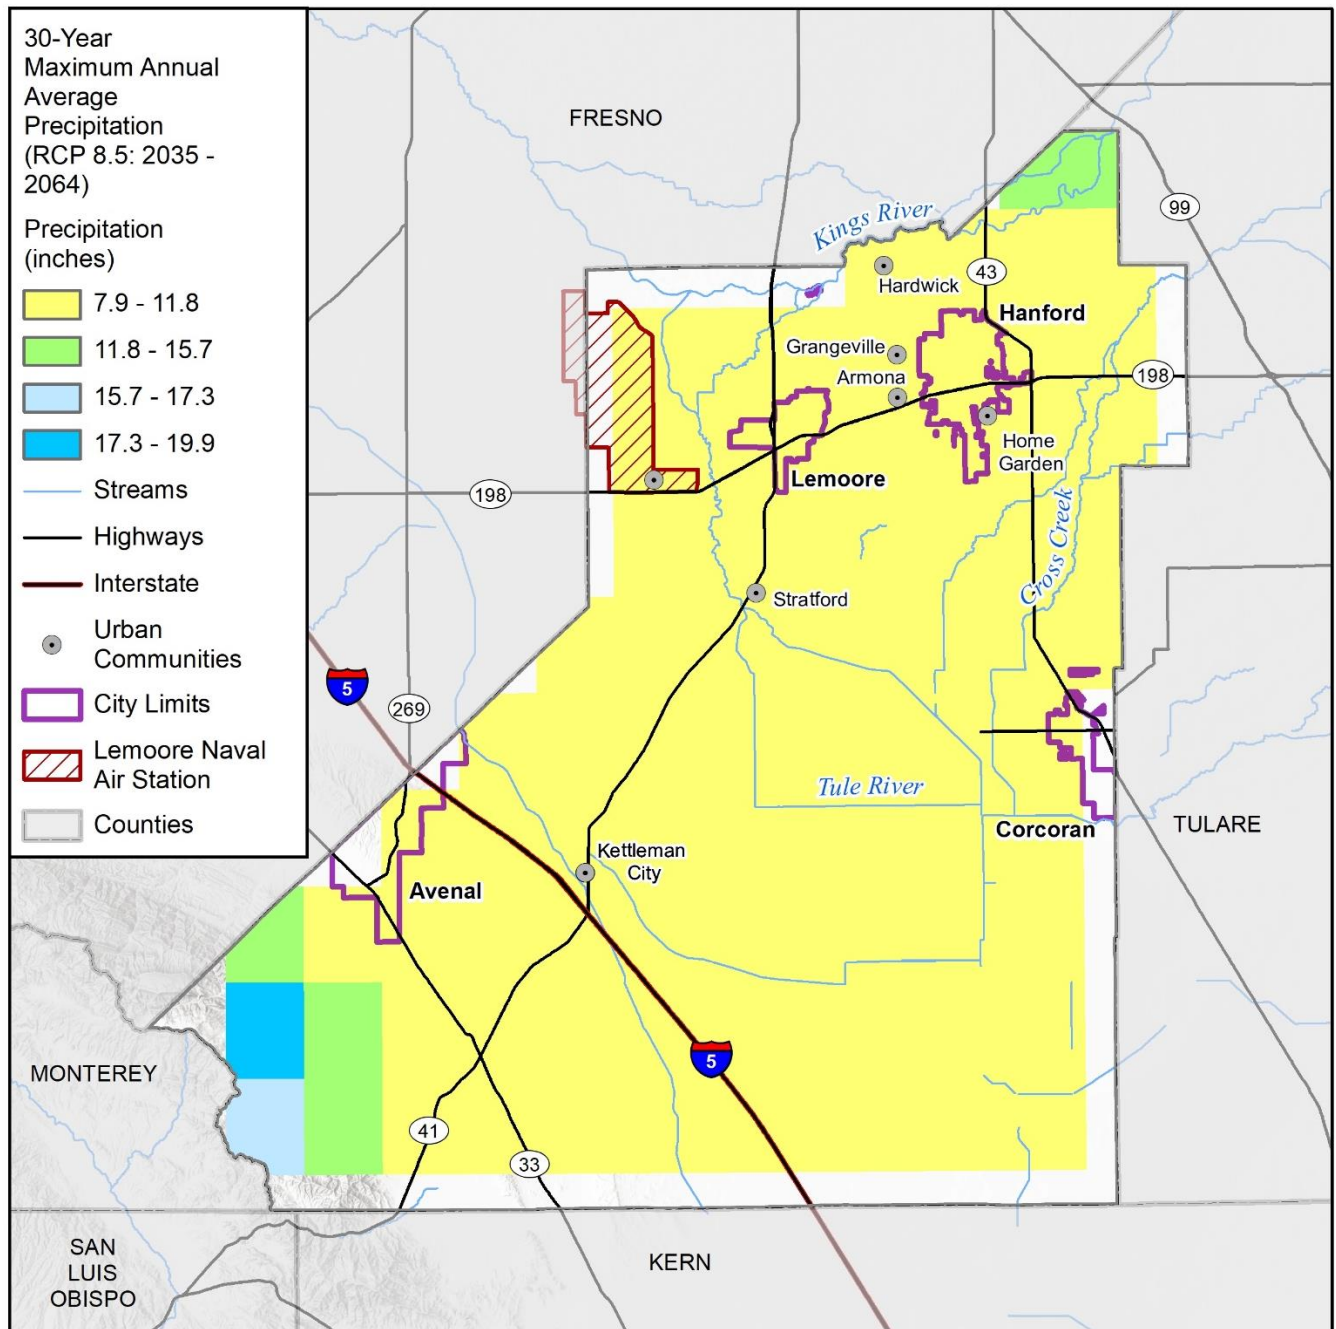 30-Year
Maximum Annual
Average
Precipitation
(RCP 8.5: 2035 -
2064)
Precipitation
(inches)
7.9 - 11.8
11.8 - 15.7
15.7 - 17.3
17.3 - 19.9
Streams
Highways
Interstate
Urban
Communities
City Limits
Lemoore Naval
Air Station
Counties
FRESNO
99
Kings River
Hardwick
43
Hanford
Grangeville
Armona
198
Home
Garden
Lemoore
198
Cross Creek
Stratford
5
269
Tule River
Corcoran
TULARE
Kettleman
City
Avenal
5
MONTEREY
41
33
SAN
LUIS
OBISPO
KERN